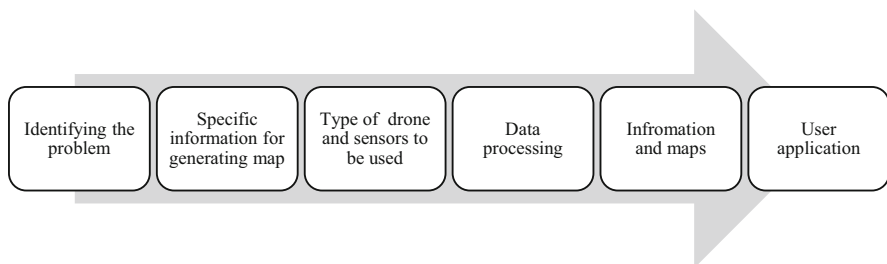 Identifying the
problem
Specific
information for
generating map
Type of drone
and sensors to
be used
Data
processing
Infromation
and maps
User
application